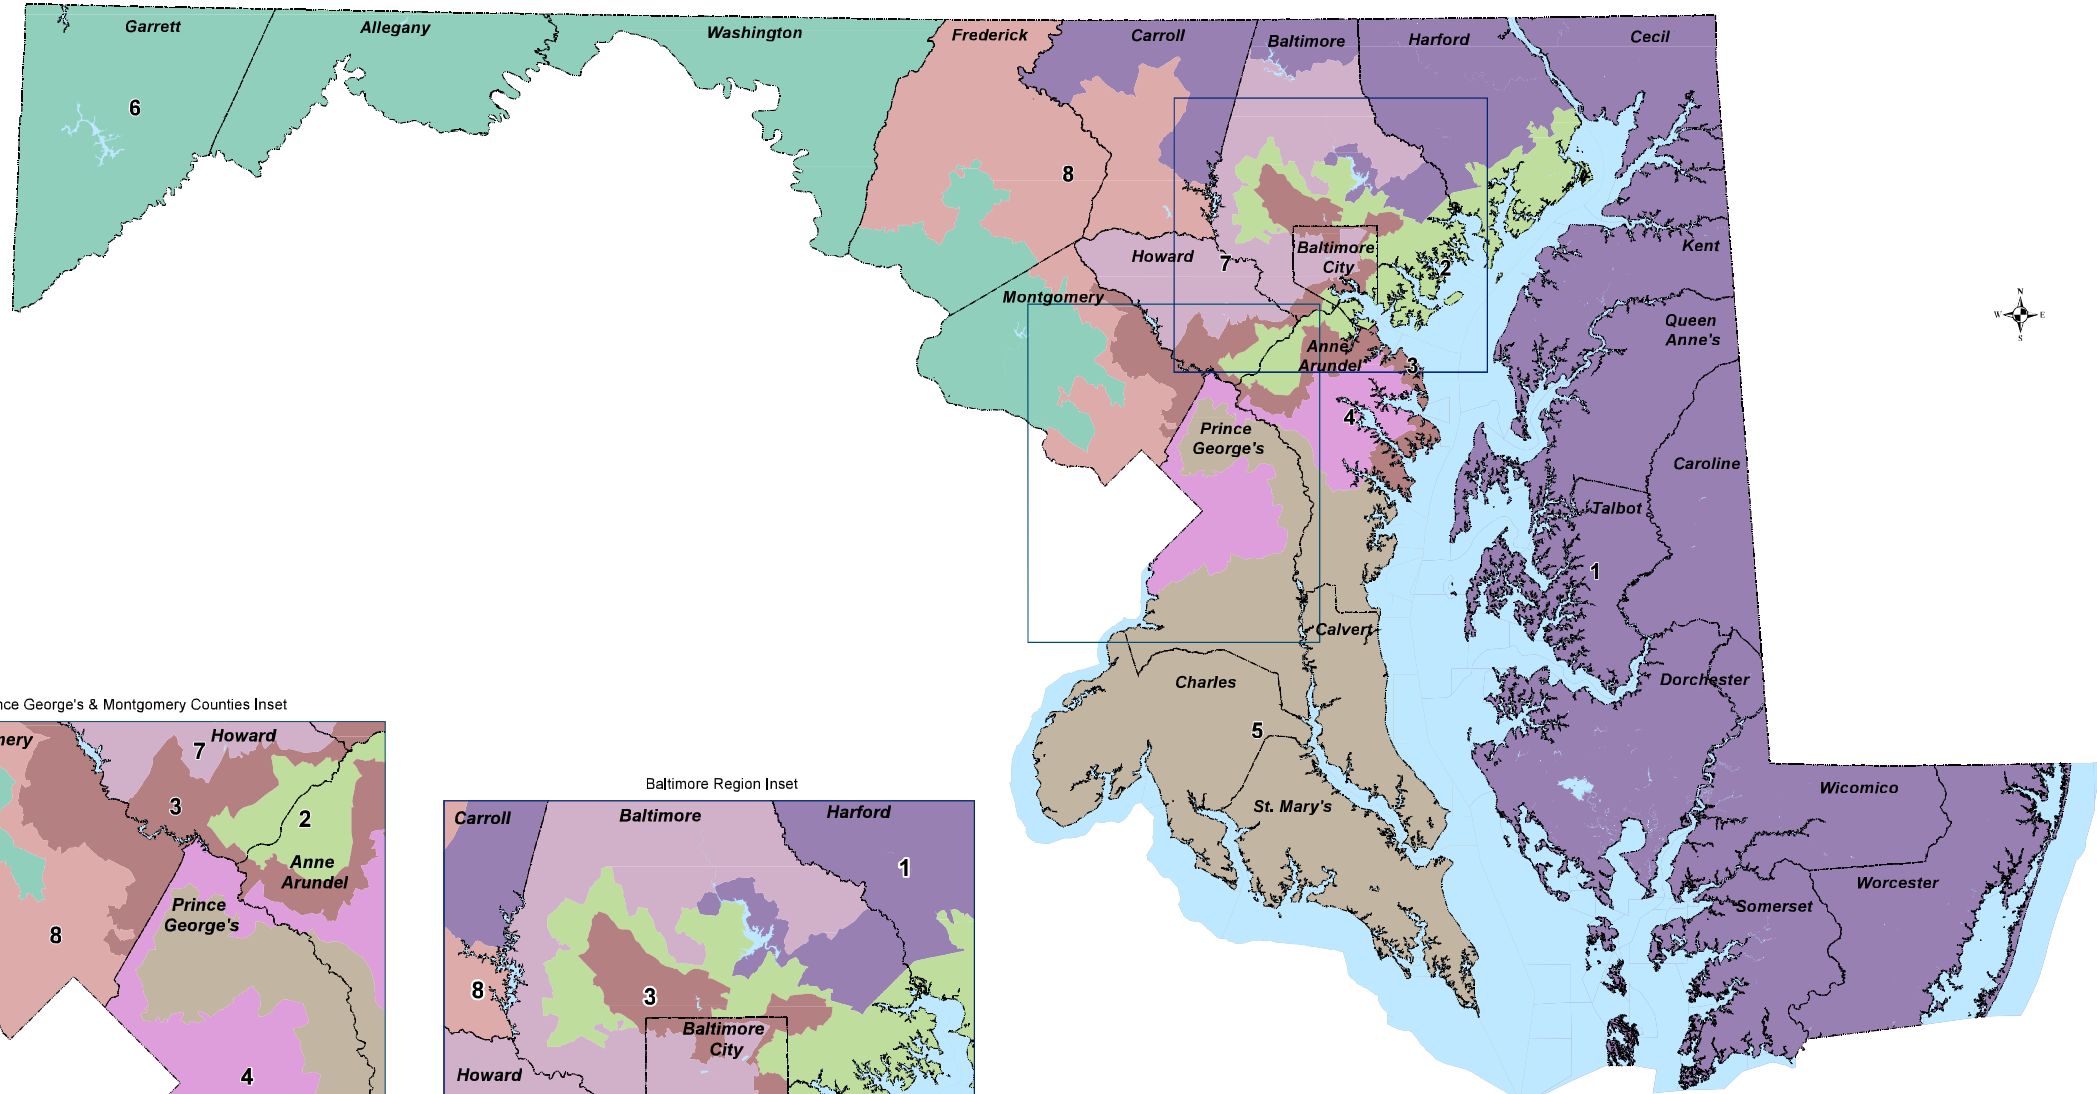 Garrett
Allegany
Washington
Frederick
Carroll
Baltimore
Harford
Cecil
6
8
Kent
Howard
7
Baltimore
City
2
Montgomery
Queen
Anne's
N
W
E
S
Anne
Arundel
3
4
Prince
George's
Caroline
Talbot
1
Calvert
Charles
Dorchester
5
St. Mary's
Wicomico
Worcester
Somerset
nce George's & Montgomery Counties Inset
nery
7
Howard
3
2
Anne
Arundel
Prince
George's
8
4
Baltimore Region Inset
Carroll
Baltimore
Harford
1
8
3
Baltimore
City
Howard